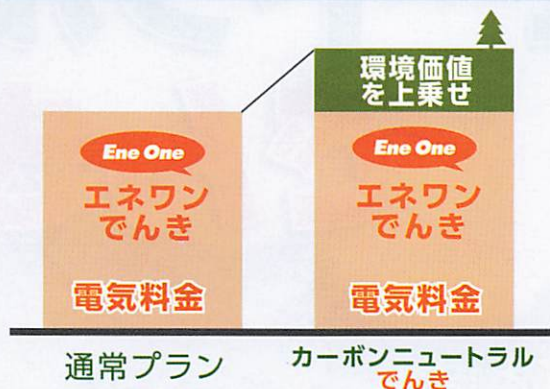 環境価値
を上乗せ
Ene One
エネワン
でんき
電気料金
Ene One
エネワン
でんき
電気料金
通常プラン
カーボンニュートラル
でんき